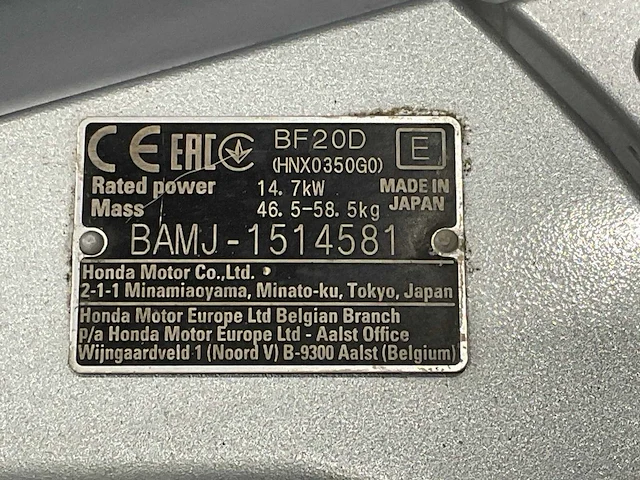 CE EAC BF20D E
(HNX0350G0)
Rated power 14.7kW MADE IN
Mass 46.5-58.5kg JAPAN
BAMJ-1514581
Honda Motor Co.,Ltd.
2-1-1 Minamiaoyama, Minato-ku, Tokyo, Japan
Honda Motor Europe Ltd Belgian Branch
p/a Honda Motor Europe Ltd - Aalst Office
Wijngaardveld 1 (Noord V) B-9300 Aalst (Belgium)